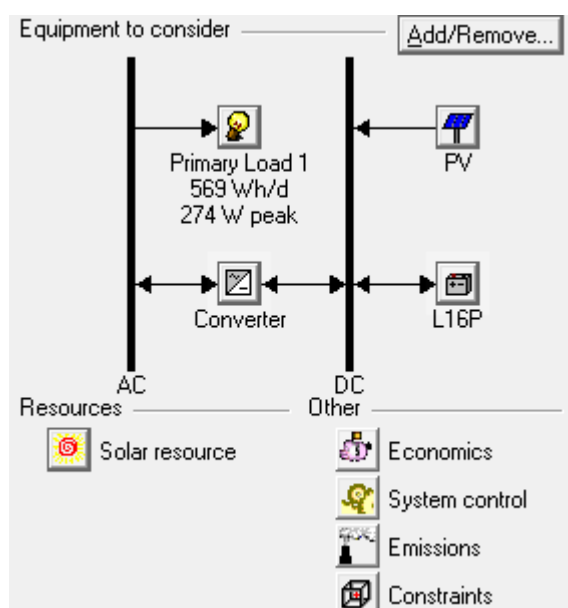 Equipment to consider
Add/Remove...
Primary Load 1
569 Wh/d
274 W peak
PV
Converter
L16P
AC
DC
Resources
Other
Solar resource
Economics
System control
Emissions
Constraints